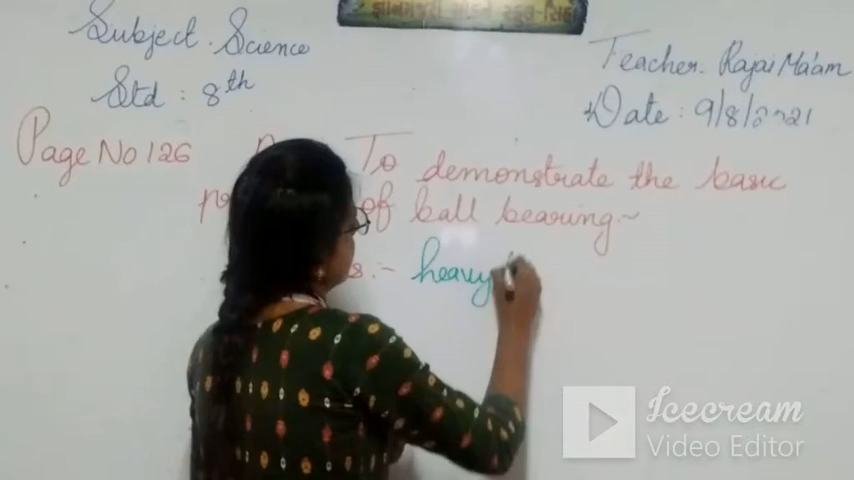 Subject. Science
Std : 8th
Teacher. Rajai Ma'am
Date : 9/8/2021
Page No 126 To demonstrate the basic
of ball bearing~
s :- heavy
Icecream
Video Editor